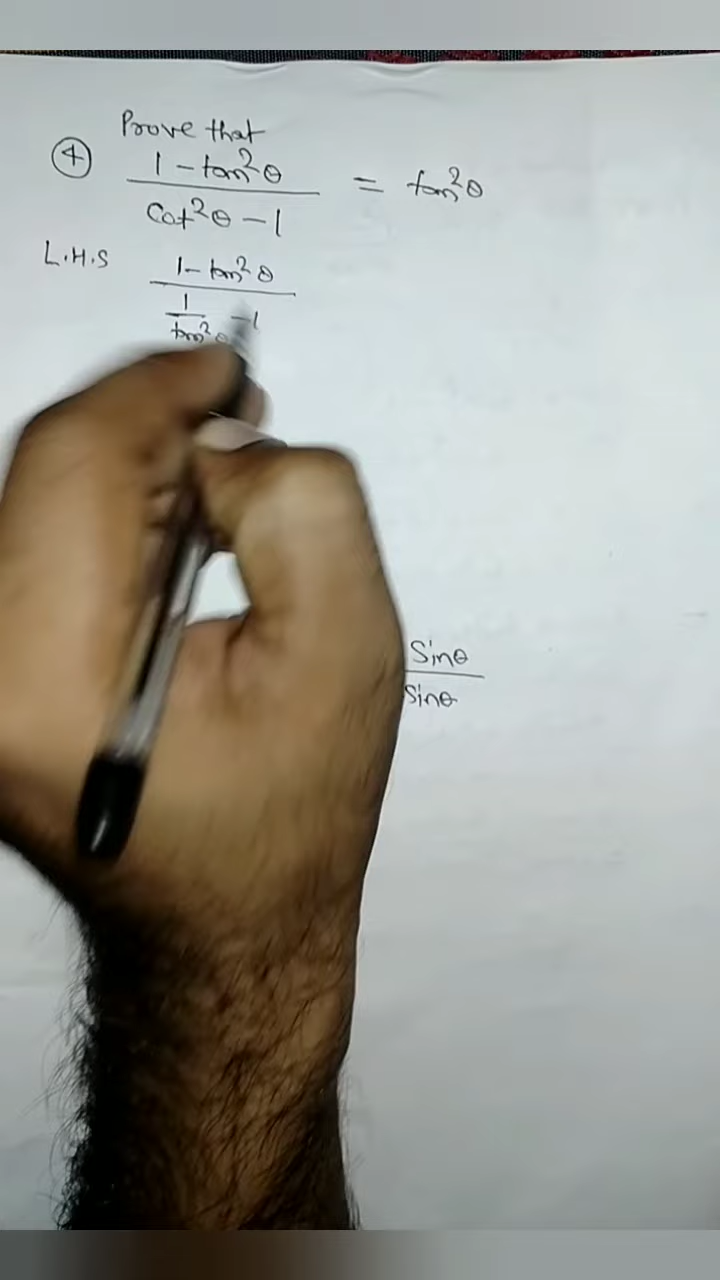 Prove that
④ 1 - tan²θ / cot²θ - 1 = tan²θ
L.H.S 1 - tan²θ / 1/tan²θ - 1
Sinθ
Sinθ